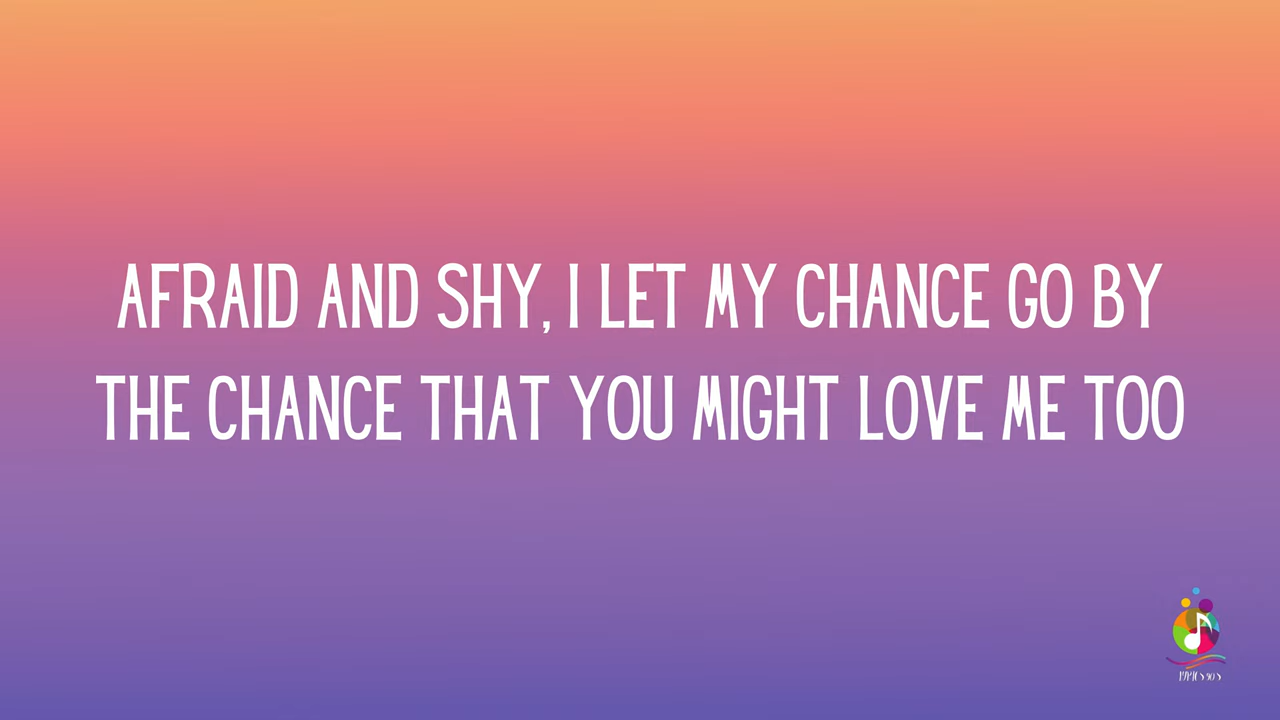 AFRAID AND SHY, I LET MY CHANCE GO BY
THE CHANCE THAT YOU MIGHT LOVE ME TOO